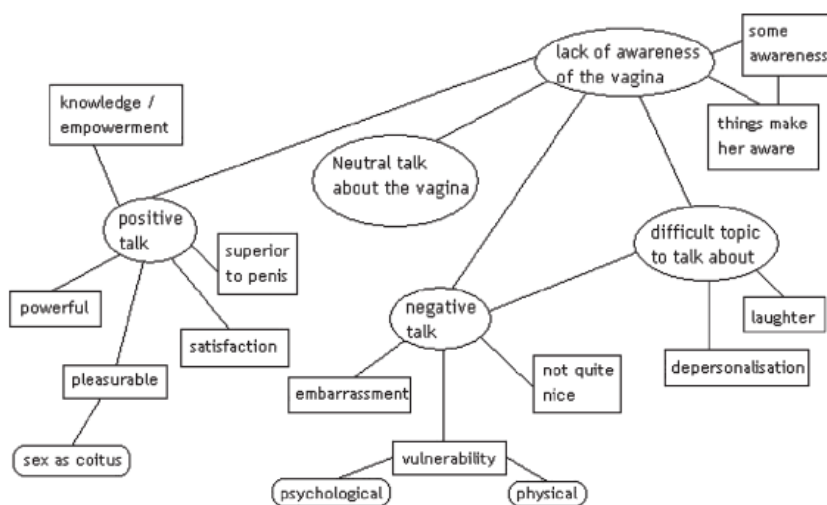 lack of awareness
of the vagina
some
awareness
knowledge /
empowerment
things make
her aware
Neutral talk
about the vagina
positive
talk
superior
to penis
difficult topic
to talk about
powerful
negative
talk
laughter
satisfaction
pleasurable
embarrassment
not quite
nice
depersonalisation
sex as coitus
vulnerability
psychological
physical